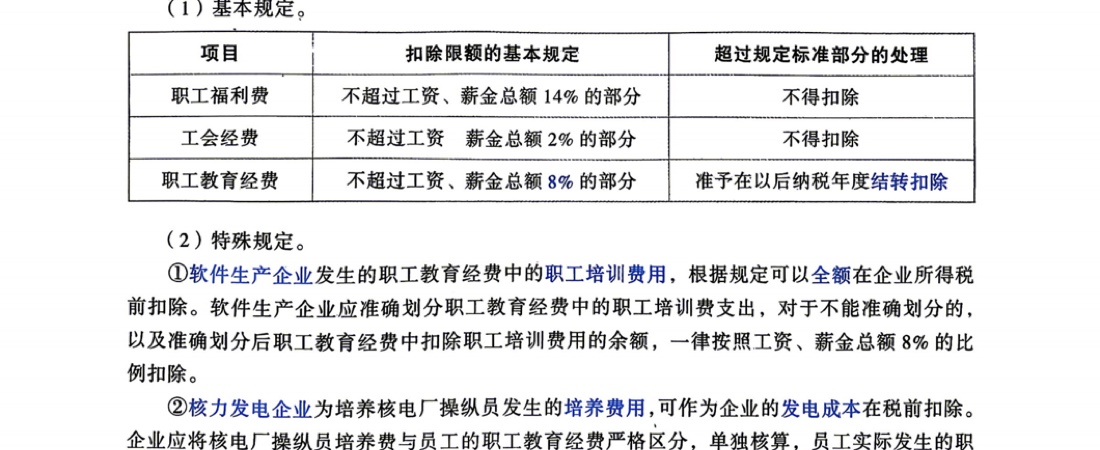 （1）基本规定。
项目 扣除限额的基本规定 超过规定标准部分的处理
职工福利费 不超过工资、薪金总额 14% 的部分 不得扣除
工会经费 不超过工资 薪金总额 2% 的部分 不得扣除
职工教育经费 不超过工资、薪金总额 8% 的部分 准予在以后纳税年度结转扣除
（2）特殊规定。
①软件生产企业发生的职工教育经费中的职工培训费用，根据规定可以全额在企业所得税
前扣除。软件生产企业应准确划分职工教育经费中的职工培训费支出，对于不能准确划分的，
以及准确划分后职工教育经费中扣除职工培训费用的余额，一律按照工资、薪金总额 8% 的比
例扣除。
②核力发电企业为培养核电厂操纵员发生的培养费用，可作为企业的发电成本在税前扣除。
企业应将核电厂操纵员培养费与员工的职工教育经费严格区分，单独核算，员工实际发生的职